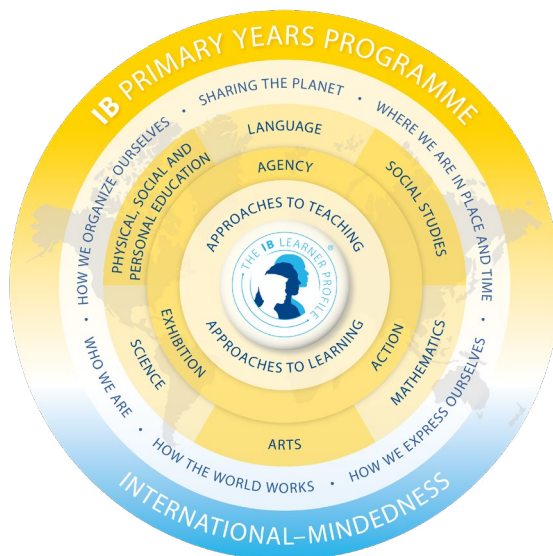 IB PRIMARY YEARS PROGRAMME
SHARING THE PLANET
WHERE WE ARE IN PLACE AND TIME
HOW WE EXPRESS OURSELVES
HOW THE WORLD WORKS
WHO WE ARE
HOW WE ORGANIZE OURSELVES
LANGUAGE
SOCIAL STUDIES
MATHEMATICS
ARTS
SCIENCE
PHYSICAL, SOCIAL AND
PERSONAL EDUCATION
AGENCY
ACTION
EXHIBITION
APPROACHES TO TEACHING
THE IB LEARNER PROFILE
®
APPROACHES TO LEARNING
INTERNATIONAL–MINDEDNESS